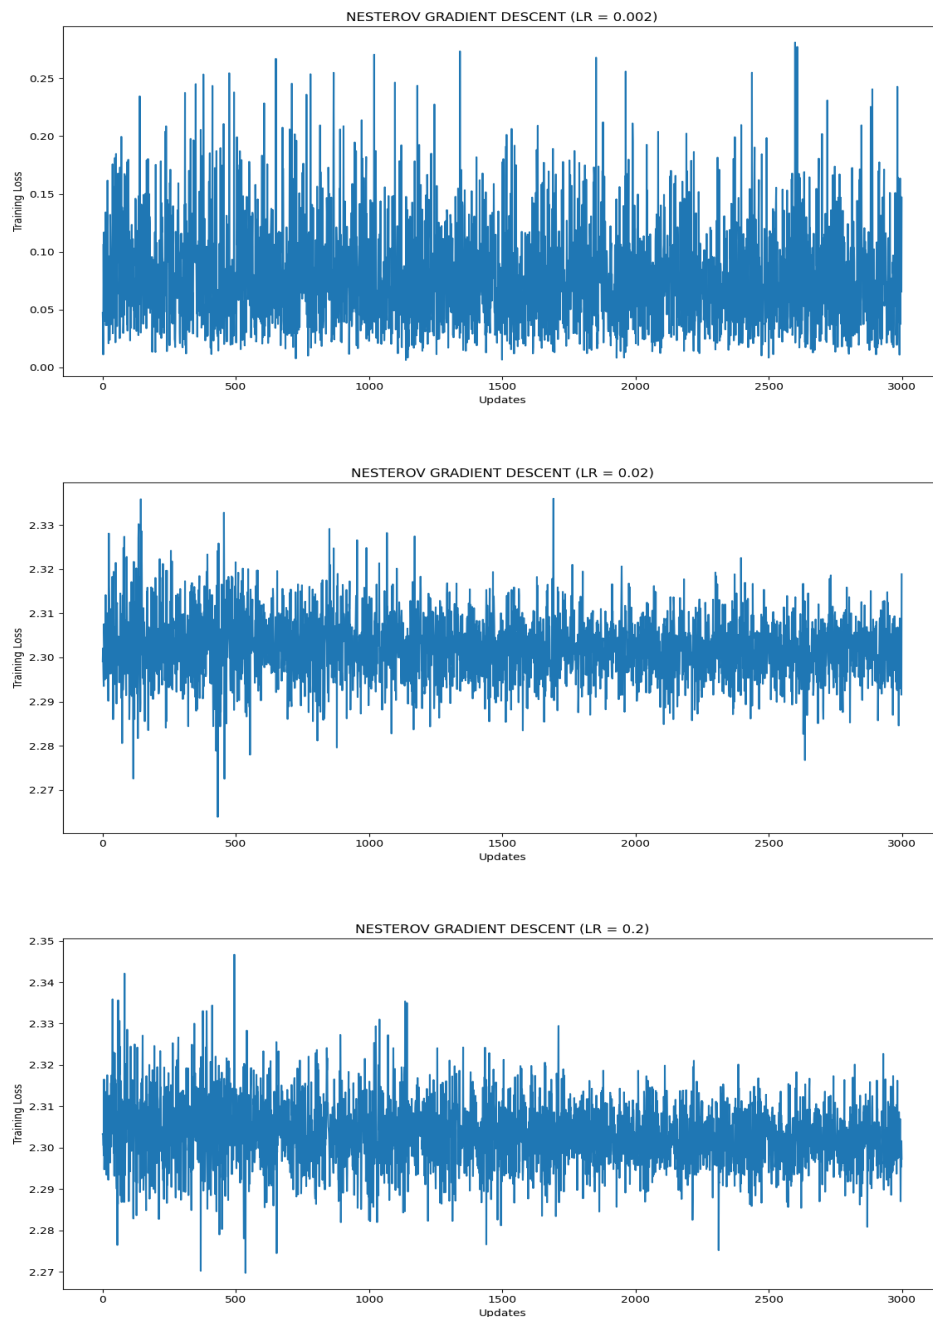 NESTEROV GRADIENT DESCENT (LR = 0.002)
0.25
0.20
0.15
0.10
0.05
0.00
Training Loss
0 500 1000 1500 2000 2500 3000
Updates
NESTEROV GRADIENT DESCENT (LR = 0.02)
2.33
2.32
2.31
2.30
2.29
2.28
2.27
Training Loss
0 500 1000 1500 2000 2500 3000
Updates
NESTEROV GRADIENT DESCENT (LR = 0.2)
2.35
2.34
2.33
2.32
2.31
2.30
2.29
2.28
2.27
Training Loss
0 500 1000 1500 2000 2500 3000
Updates